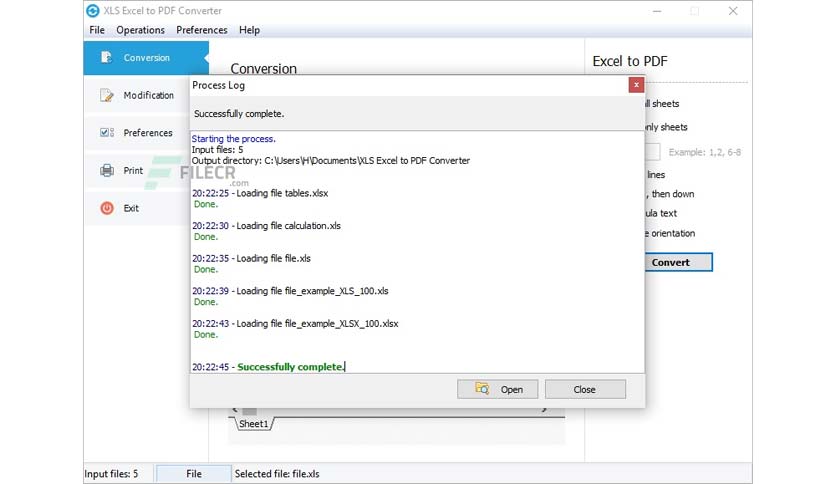 XLS Excel to PDF Converter
File Operations Preferences Help
Conversion
Modification
Preferences
Print
Exit
Conversion
Process Log
x
Successfully complete.
Starting the process.
Input files: 5
Output directory: C:\Users\H\Documents\XLS Excel to PDF Converter
20:22:25 - Loading file tables.xlsx
Done.
20:22:30 - Loading file calculation.xls
Done.
20:22:35 - Loading file file.xls
Done.
20:22:39 - Loading file file_example_XLS_100.xls
Done.
20:22:43 - Loading file file_example_XLSX_100.xlsx
Done.
20:22:45 - Successfully complete.
Open Close
FILECR
.com
Excel to PDF
sheets
only sheets
Example: 1,2, 6-8
lines
, then down
text
orientation
Convert
Sheet1
Input files: 5 File Selected file: file.xls